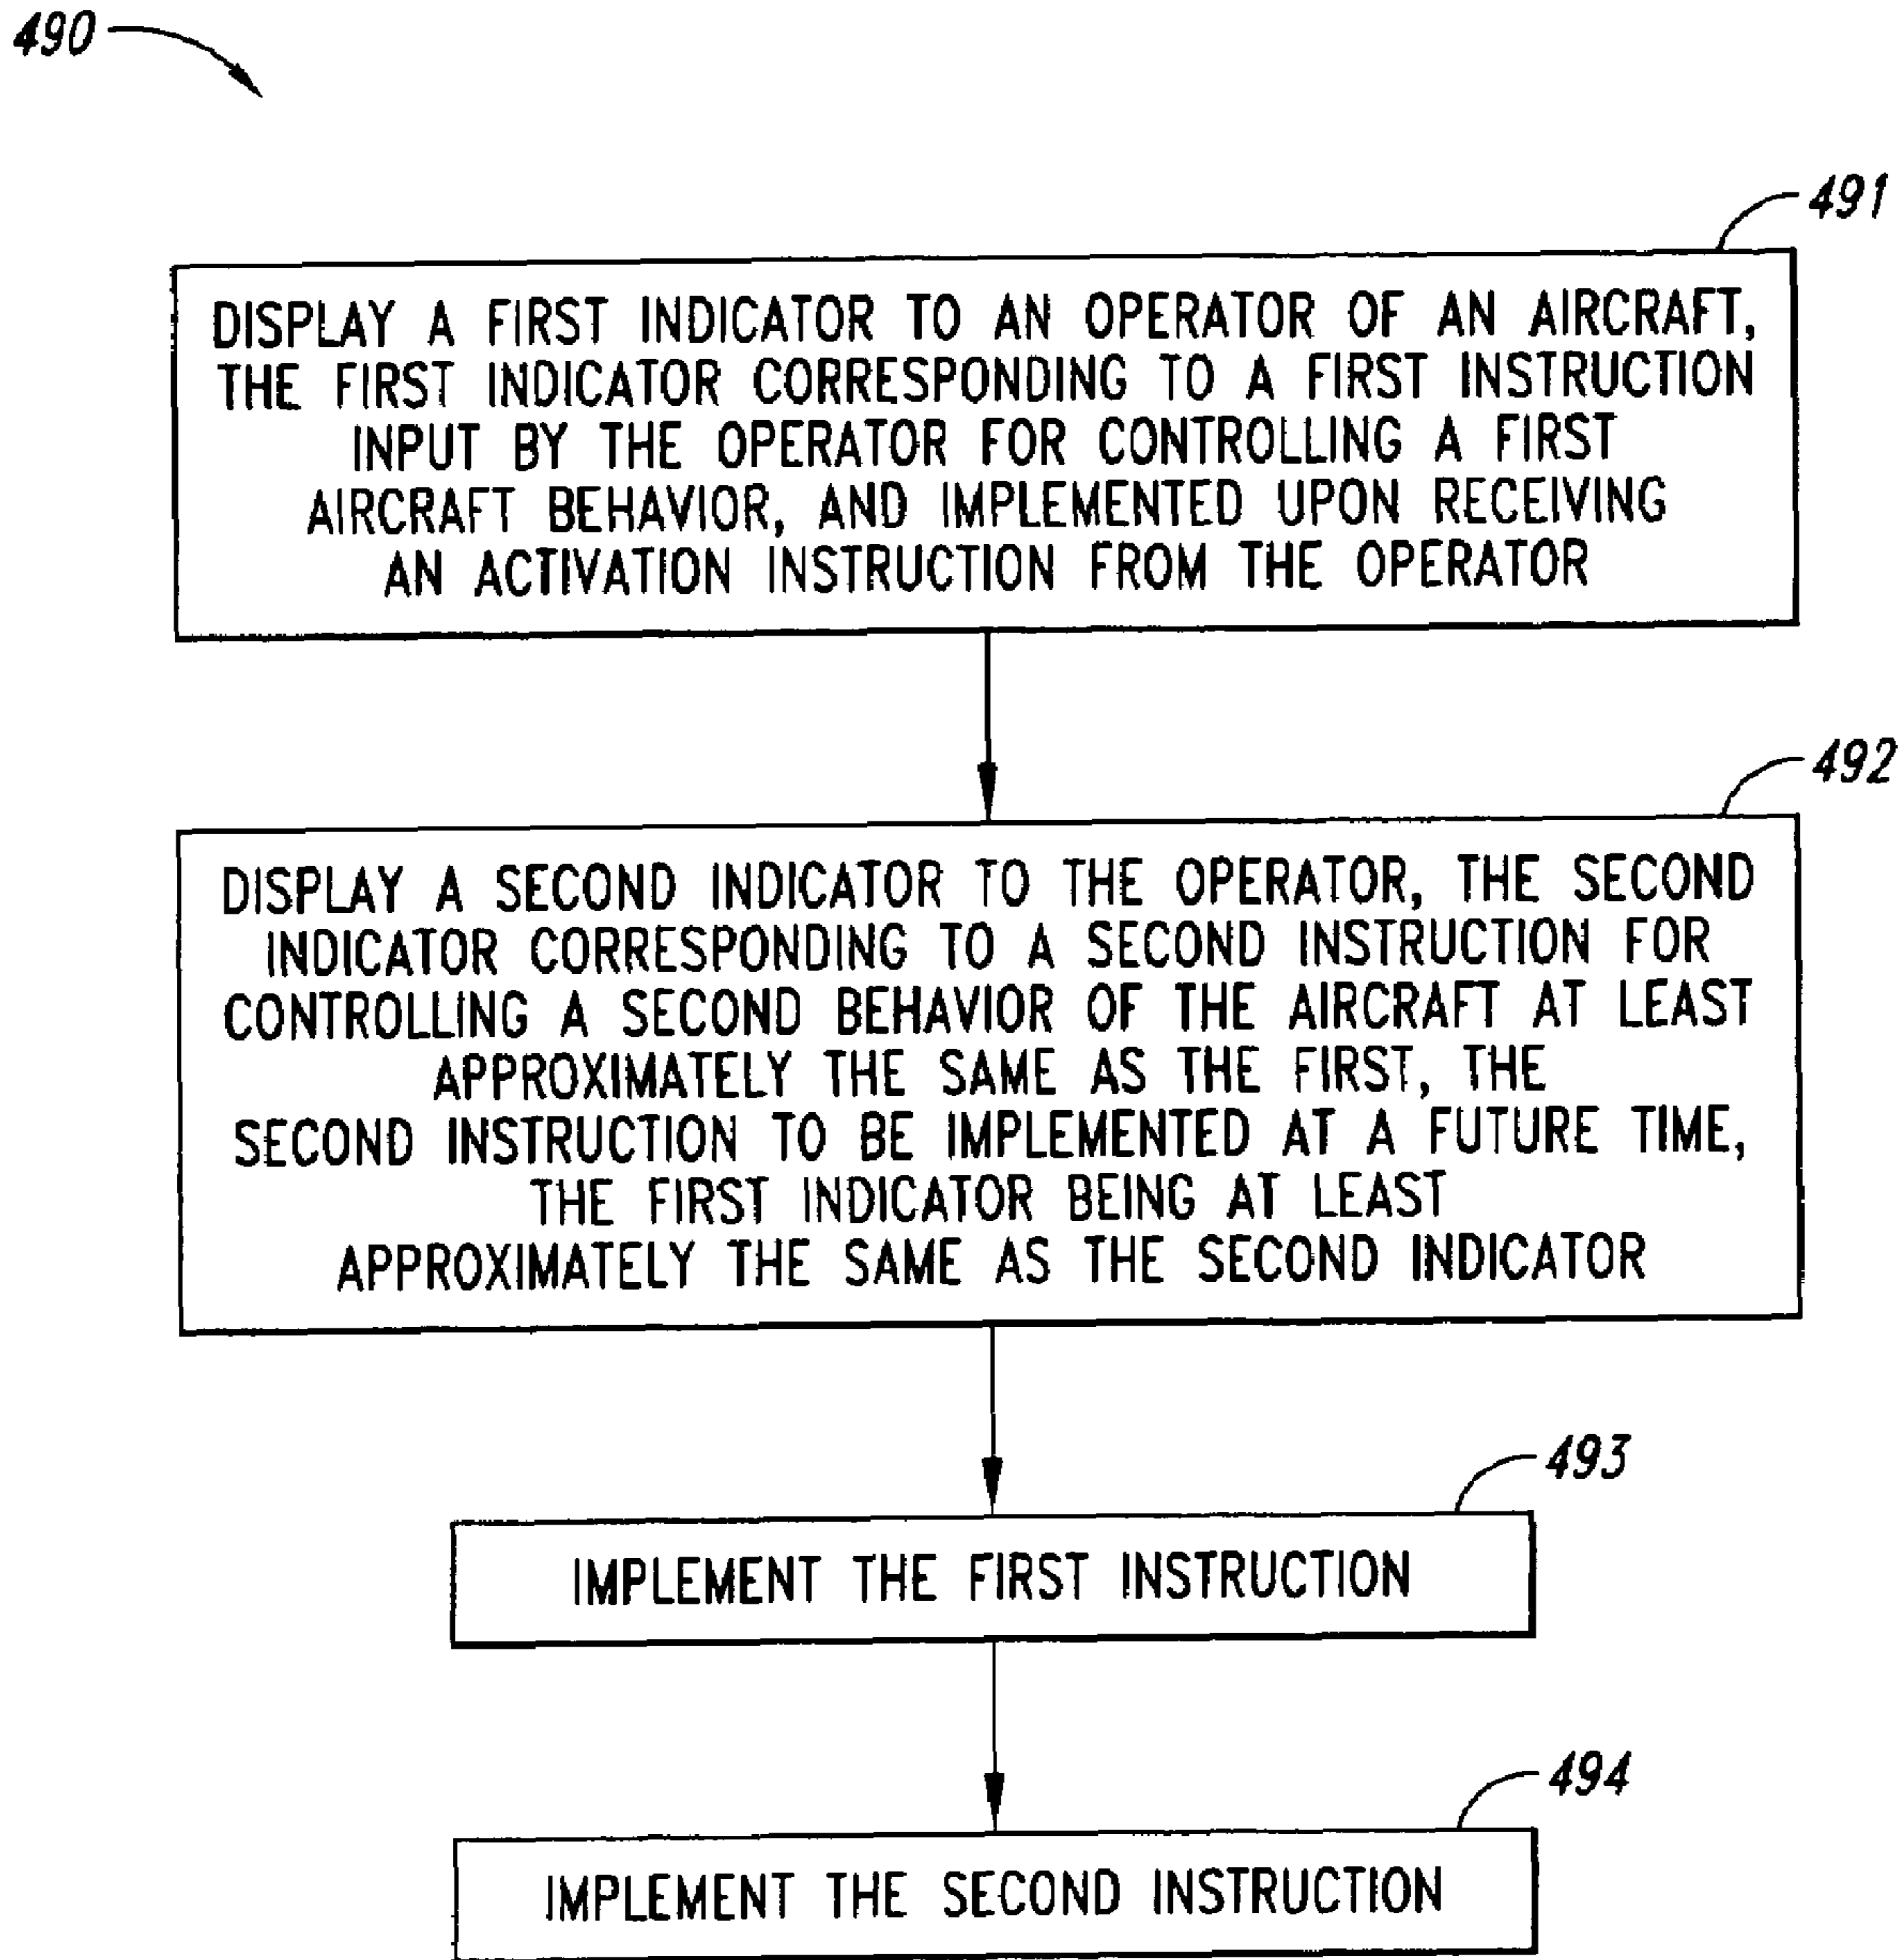 490
491
DISPLAY A FIRST INDICATOR TO AN OPERATOR OF AN AIRCRAFT,
THE FIRST INDICATOR CORRESPONDING TO A FIRST INSTRUCTION
INPUT BY THE OPERATOR FOR CONTROLLING A FIRST
AIRCRAFT BEHAVIOR, AND IMPLEMENTED UPON RECEIVING
AN ACTIVATION INSTRUCTION FROM THE OPERATOR
492
DISPLAY A SECOND INDICATOR TO THE OPERATOR, THE SECOND
INDICATOR CORRESPONDING TO A SECOND INSTRUCTION FOR
CONTROLLING A SECOND BEHAVIOR OF THE AIRCRAFT AT LEAST
APPROXIMATELY THE SAME AS THE FIRST, THE
SECOND INSTRUCTION TO BE IMPLEMENTED AT A FUTURE TIME,
THE FIRST INDICATOR BEING AT LEAST
APPROXIMATELY THE SAME AS THE SECOND INDICATOR
493
IMPLEMENT THE FIRST INSTRUCTION
494
IMPLEMENT THE SECOND INSTRUCTION